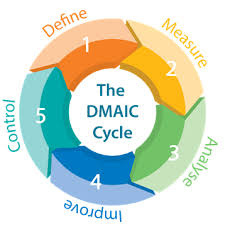 The
DMAIC
Cycle
1
Define
2
Measure
3
Analyse
4
Improve
5
Control